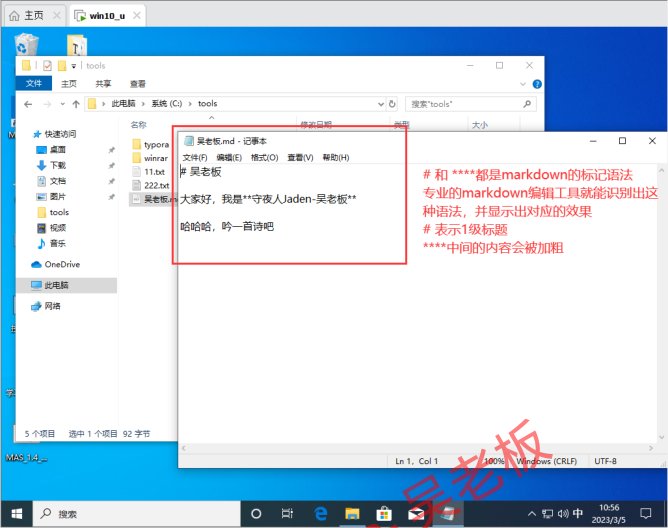 主页
win10_u
tools
文件
主页
共享
查看
此电脑
系统 (C:)
tools
搜索"tools"
名称
修改日期
类型
大小
快速访问
桌面
下载
文档
图片
tools
视频
音乐
OneDrive
此电脑
网络
typora
winrar
11.txt
222.txt
吴老板.md
5 个项目
选中 1 个项目 92 字节
吴老板.md - 记事本
文件(F) 编辑(E) 格式(O) 查看(V) 帮助(H)
# 吴老板
大家好，我是**守夜人Jaden-吴老板**
哈哈哈，吟一首诗吧
# 和 ****都是markdown的标记语法
专业的markdown编辑工具就能识别出这
种语法，并显示出对应的效果
# 表示1级标题
****中间的内容会被加粗
Ln 1，Col 1
100%
Windows (CRLF)
UTF-8
MAS_1.4_...
吴老板
搜索
中
10:56
2023/3/5